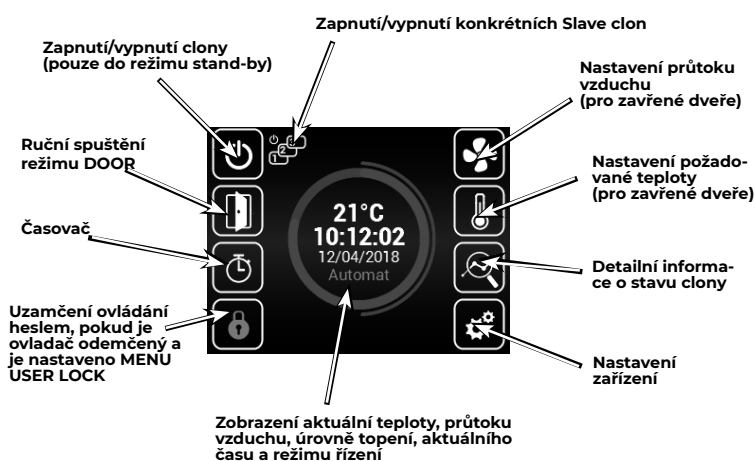 Zapnutí/vypnutí konkrétních Slave clon
Zapnutí/vypnutí clony
(pouze do režimu stand-by)
Nastavení průtoku
vzduchu
(pro zavřené dveře)
Ruční spuštění
režimu DOOR
Nastavení požado-
vané teploty
(pro zavřené dveře)
Časovač
1
2
21°C
10:12:02
12/04/2018
Automat
Detailní informa-
ce o stavu clony
Uzamčení ovládání
heslem, pokud je
ovladač odemčený a
je nastaveno MENU
USER LOCK
Nastavení
zařízení
Zobrazení aktuální teploty, průtoku
vzduchu, úrovně topení, aktuálního
času a režimu řízení